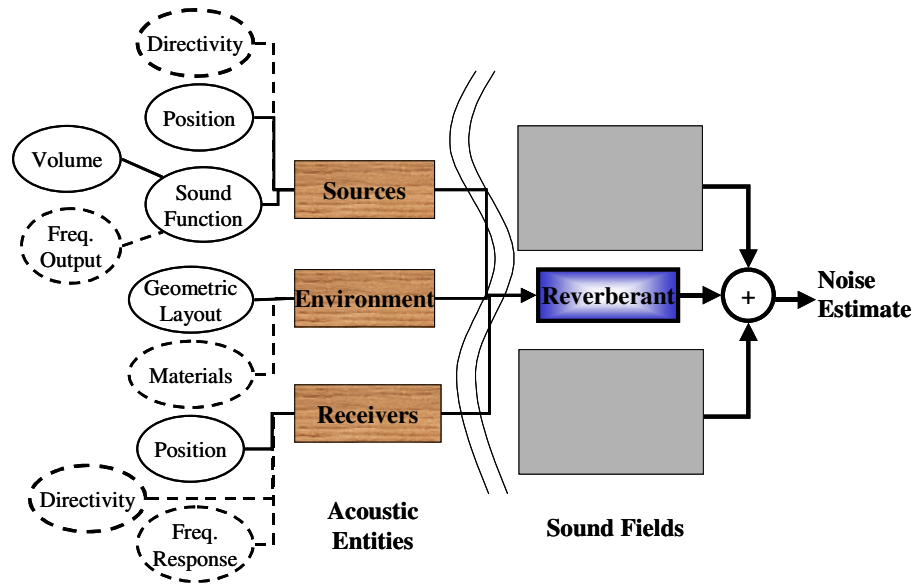 Directivity
Position
Volume
Sound
Function
Freq.
Output
Sources
Geometric
Layout
Environment
Materials
Receivers
Position
Directivity
Freq.
Response
Acoustic
Entities
Reverberant
Sound Fields
+
Noise
Estimate